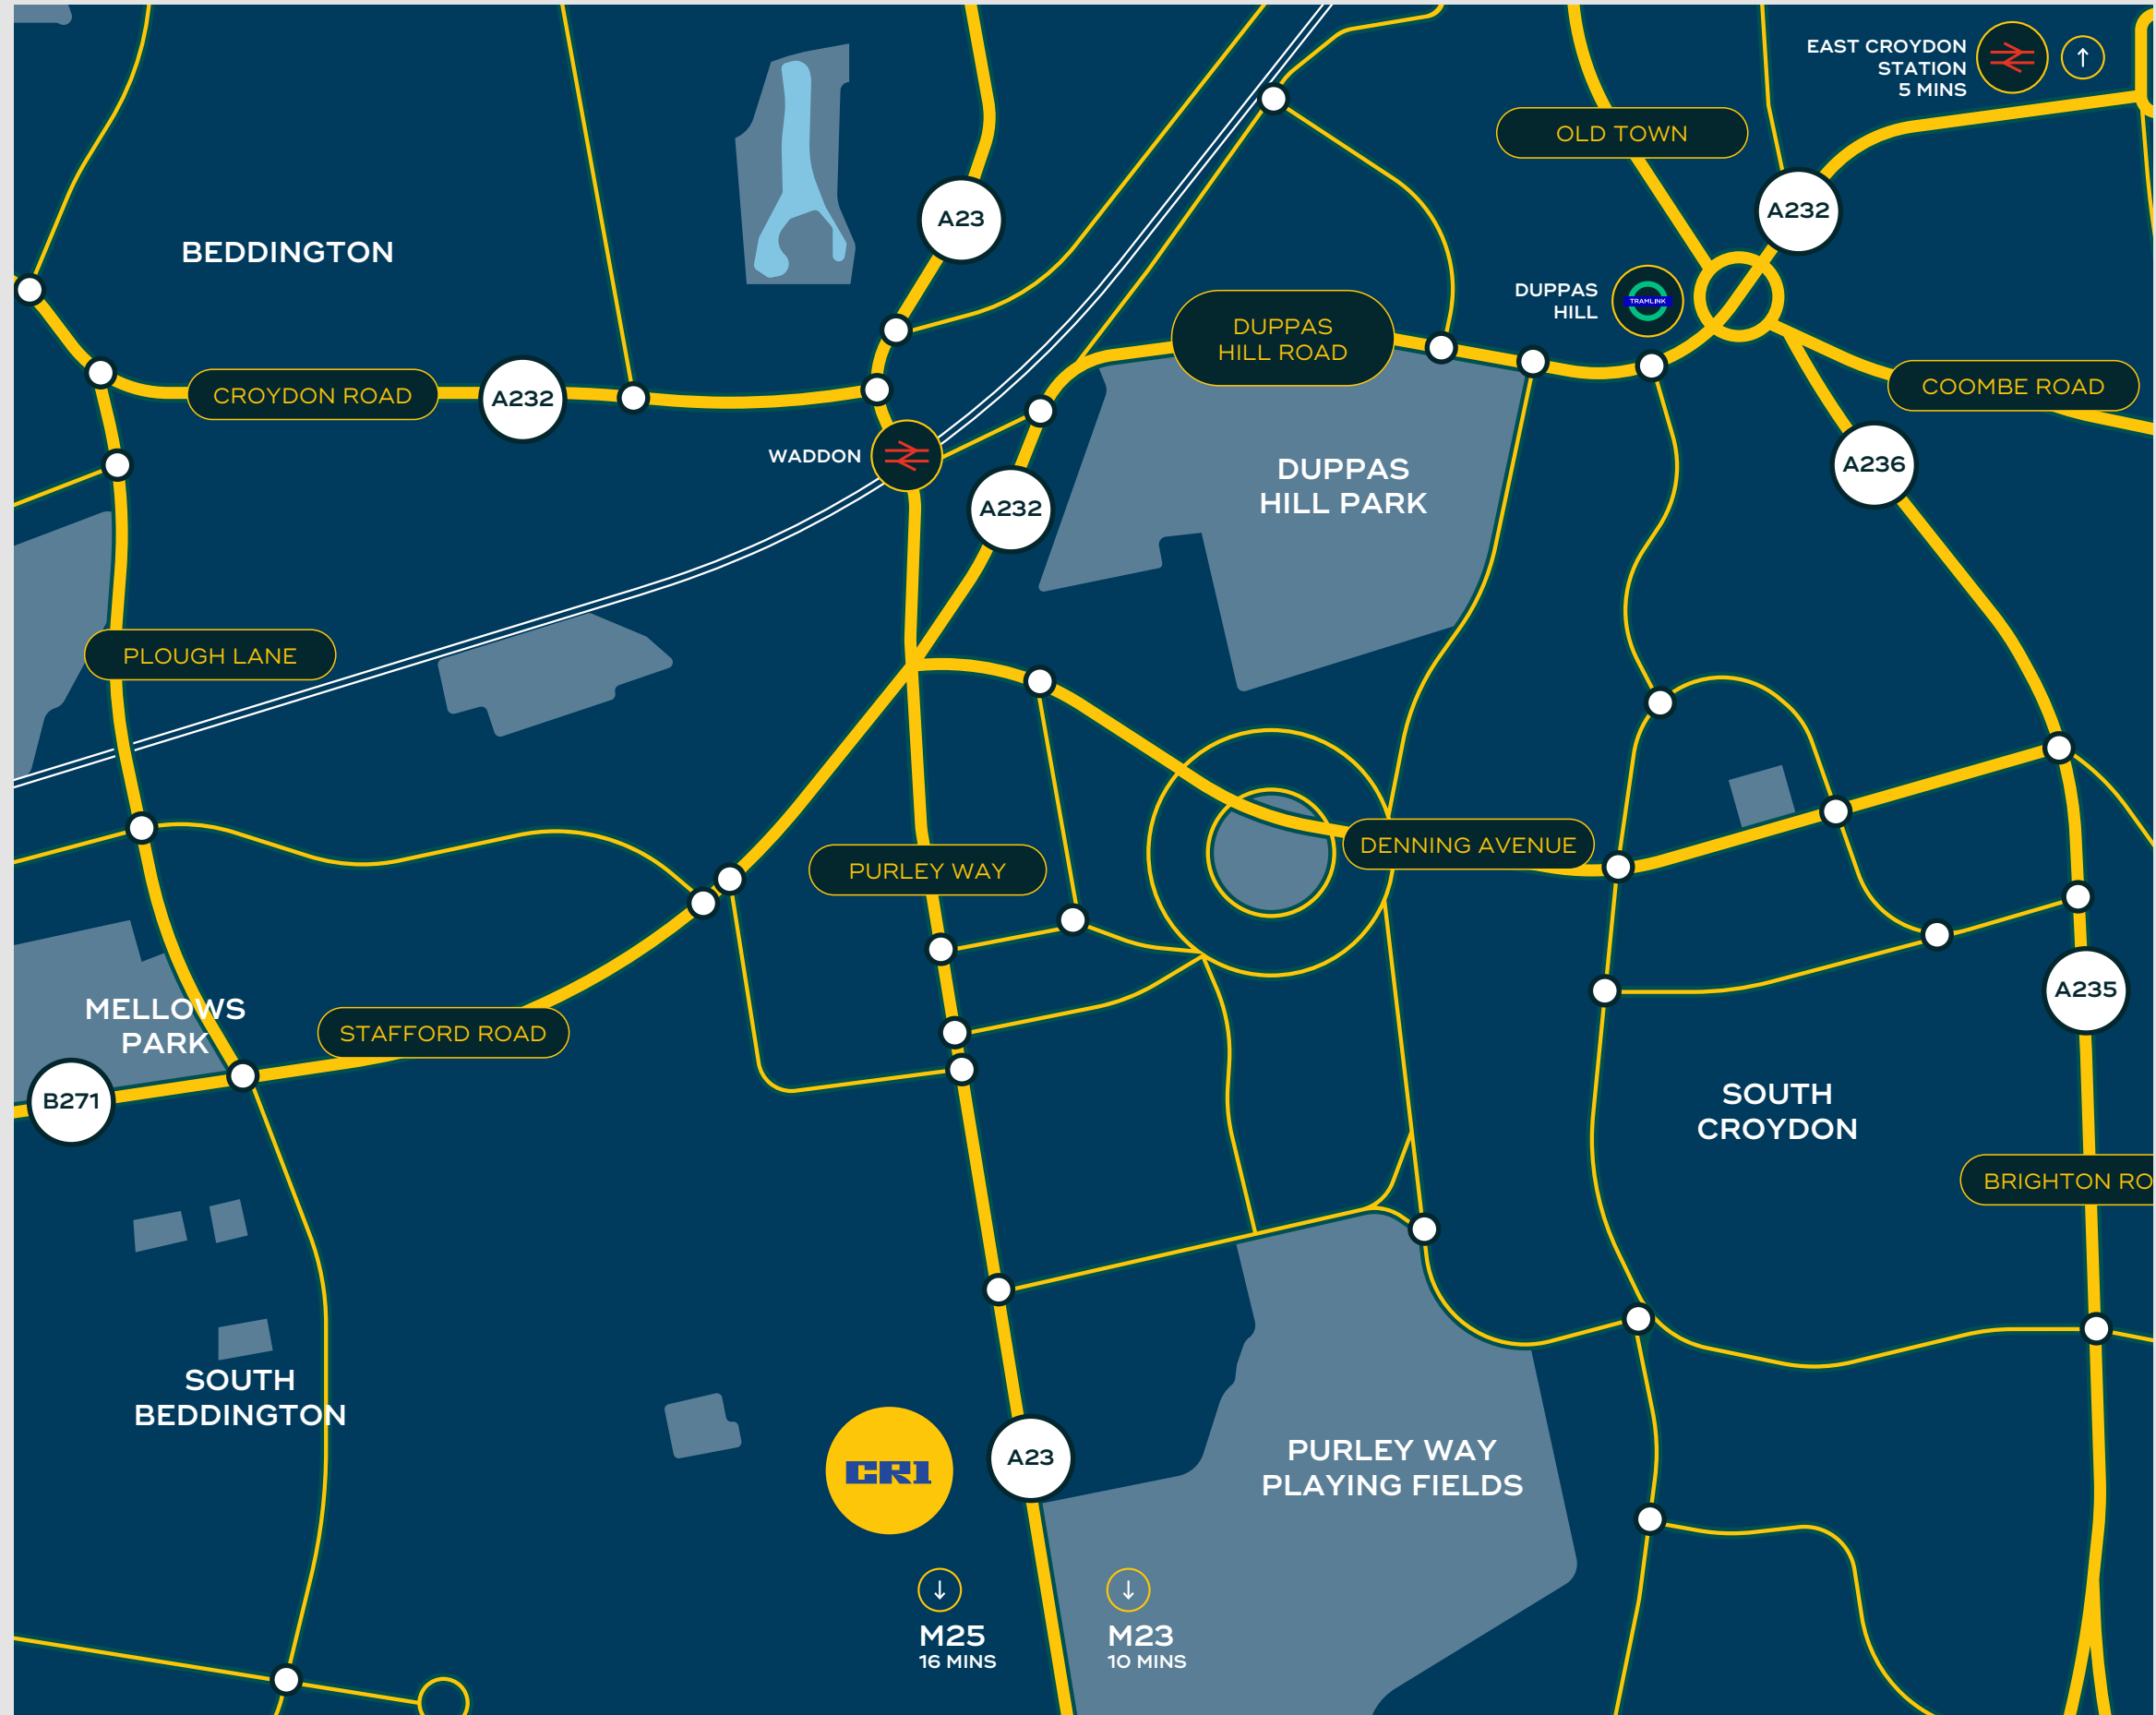 EAST CROYDON
STATION
5 MINS
OLD TOWN
A232
A23
BEDDINGTON
DUPPAS
HILL
TRAMLINK
DUPPAS
HILL ROAD
CROYDON ROAD
A232
COOMBE ROAD
WADDON
A236
DUPPAS
HILL PARK
A232
PLOUGH LANE
DENNING AVENUE
PURLEY WAY
A235
MELLOWS
PARK
STAFFORD ROAD
B271
SOUTH
CROYDON
BRIGHTON RO
SOUTH
BEDDINGTON
CR1
A23
PURLEY WAY
PLAYING FIELDS
M25
16 MINS
M23
10 MINS